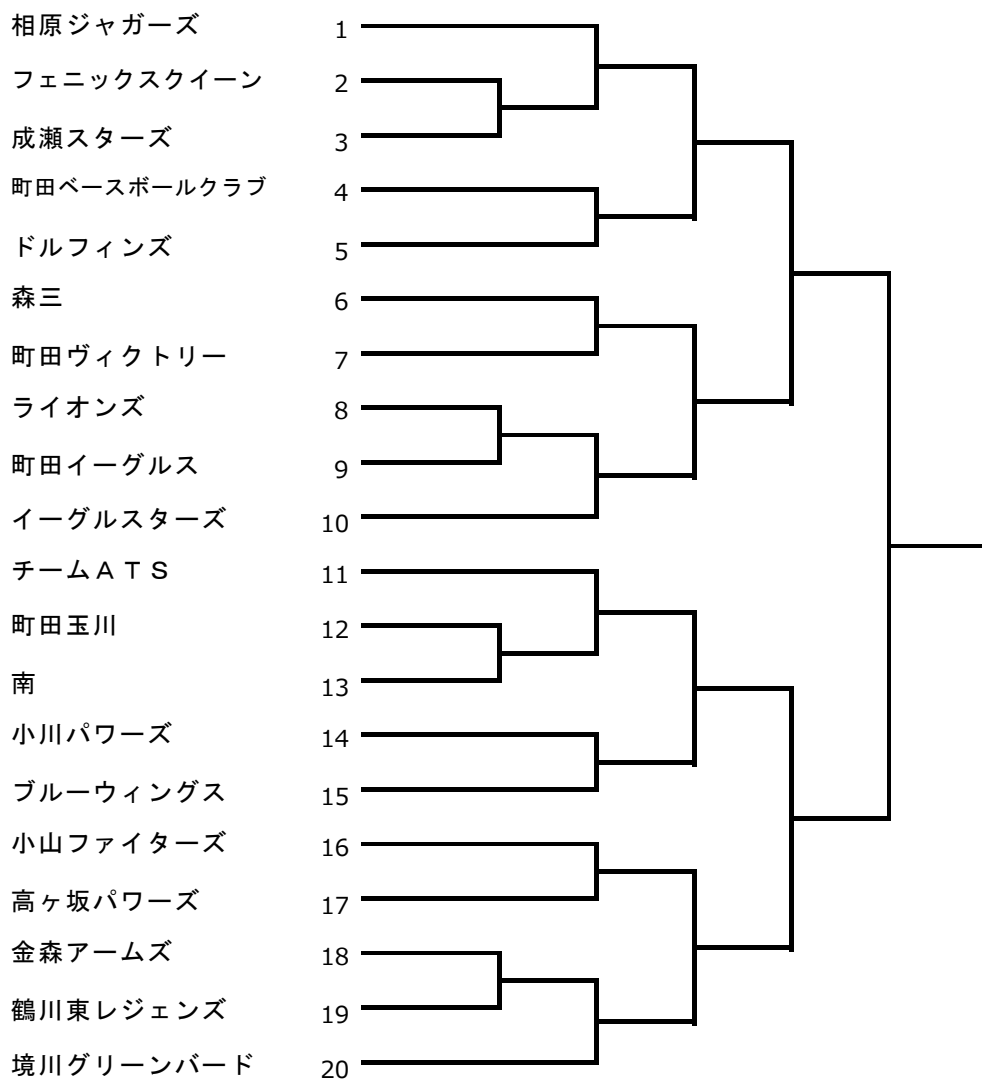 相原ジャガーズ 1
フェニックスクイーン 2
成瀬スターズ 3
町田ベースボールクラブ 4
ドルフィンズ 5
森三 6
町田ヴィクトリー 7
ライオンズ 8
町田イーグルス 9
イーグルスターズ 10
チームＡＴＳ 11
町田玉川 12
南 13
小川パワーズ 14
ブルーウィングス 15
小山ファイターズ 16
高ヶ坂パワーズ 17
金森アームズ 18
鶴川東レジェンズ 19
境川グリーンバード 20